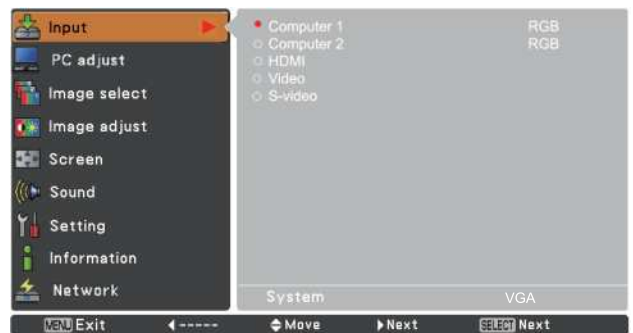 Input
PC adjust
Image select
Image adjust
Screen
Sound
Setting
Information
Network
Computer 1 RGB
Computer 2 RGB
HDMI
Video
S-video
System VGA
MENU Exit ----- Move Next SELECT Next